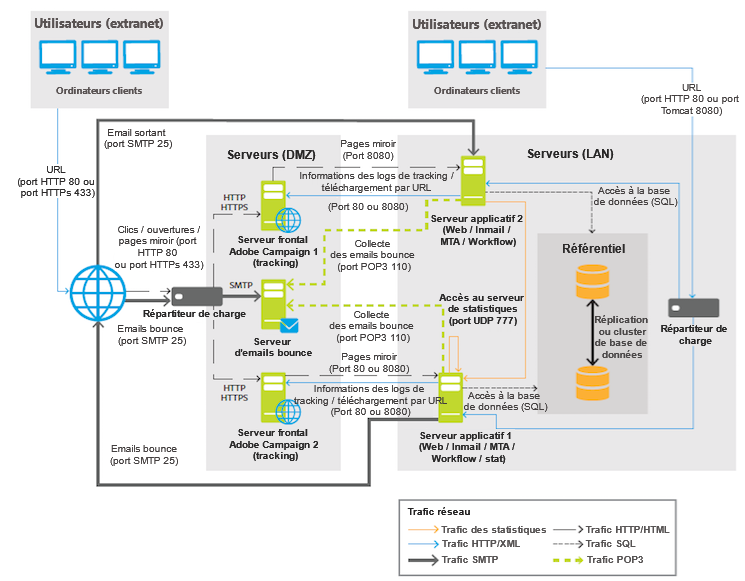 Utilisateurs (extranet)
Ordinateurs clients
Utilisateurs (extranet)
Ordinateurs clients
URL
(port HTTP 80 ou port
Tomcat 8080)
Email sortant
(port SMTP 25)
URL
(port HTTP 80 ou
port HTTPs 433)
Serveurs (DMZ)
Pages miroir
(Port 8080)
Serveurs (LAN)
Informations des logs de tracking /
téléchargement par URL
(Port 80 ou 8080)
HTTP
HTTPS
Serveur frontal
Adobe Campaign 1
(tracking)
Serveur applicatif 2
(Web / Inmail /
MTA / Workflow)
Accès à la base
de données (SQL)
Clics / ouvertures /
pages miroir (port
HTTP 80
ou port HTTPs 433)
Collecte
des emails bounce
(port POP3 110)
Référentiel
SMTP
Répartiteur de charge
Emails bounce
(port SMTP 25)
Serveur
d'emails bounce
Accès au serveur
de statistiques
(port UDP 777)
Collecte
des emails bounce
(port POP3 110)
Réplication
ou cluster
de base de
données
Répartiteur de
charge
Pages miroir
(Port 80 ou 8080)
HTTP
HTTPS
Informations des logs de
tracking / téléchargement par URL
(Port 80 ou 8080)
Accès à la base
de données (SQL)
Serveur frontal
Adobe Campaign 2
(tracking)
Serveur applicatif 1
(Web / Inmail / MTA /
Workflow / stat)
Emails bounce
(port SMTP 25)
Trafic réseau
Trafic des statistiques
Trafic HTTP/HTML
Trafic HTTP/XML
Trafic SQL
Trafic SMTP
Trafic POP3